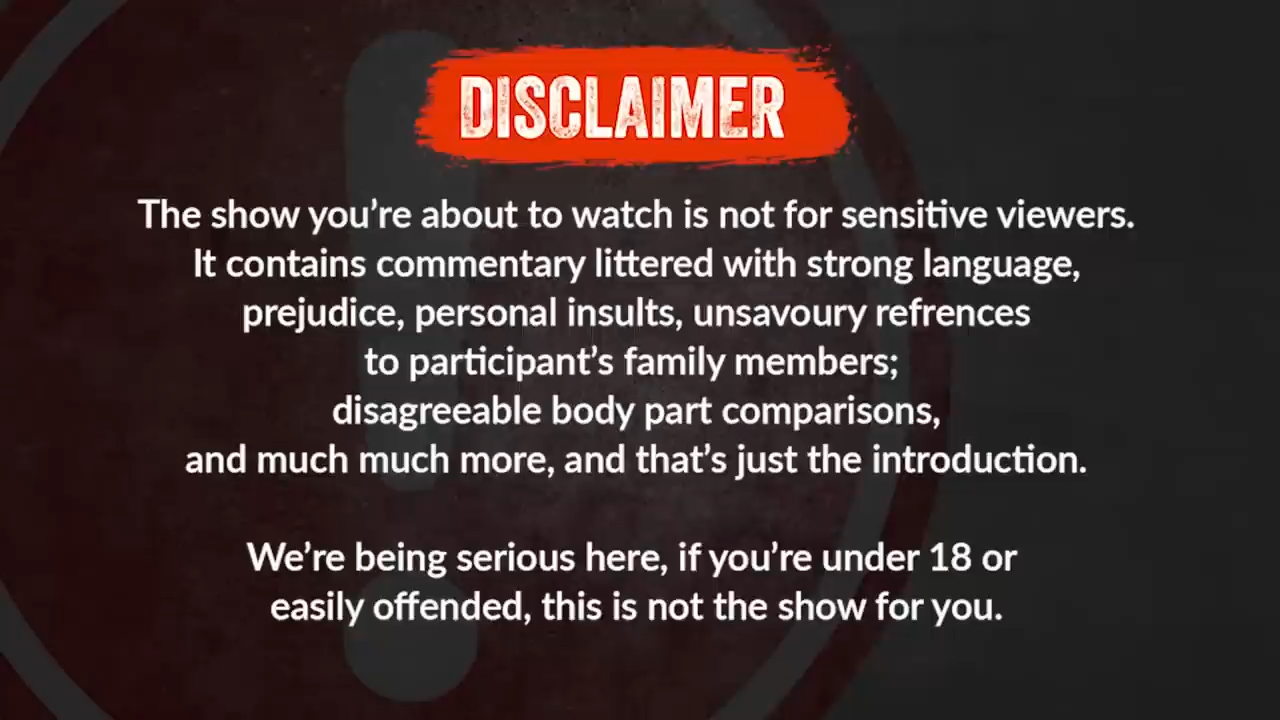 DISCLAIMER
The show you're about to watch is not for sensitive viewers.
It contains commentary littered with strong language,
prejudice, personal insults, unsavoury refrences
to participant's family members;
disagreeable body part comparisons,
and much much more, and that's just the introduction.
We're being serious here, if you're under 18 or
easily offended, this is not the show for you.